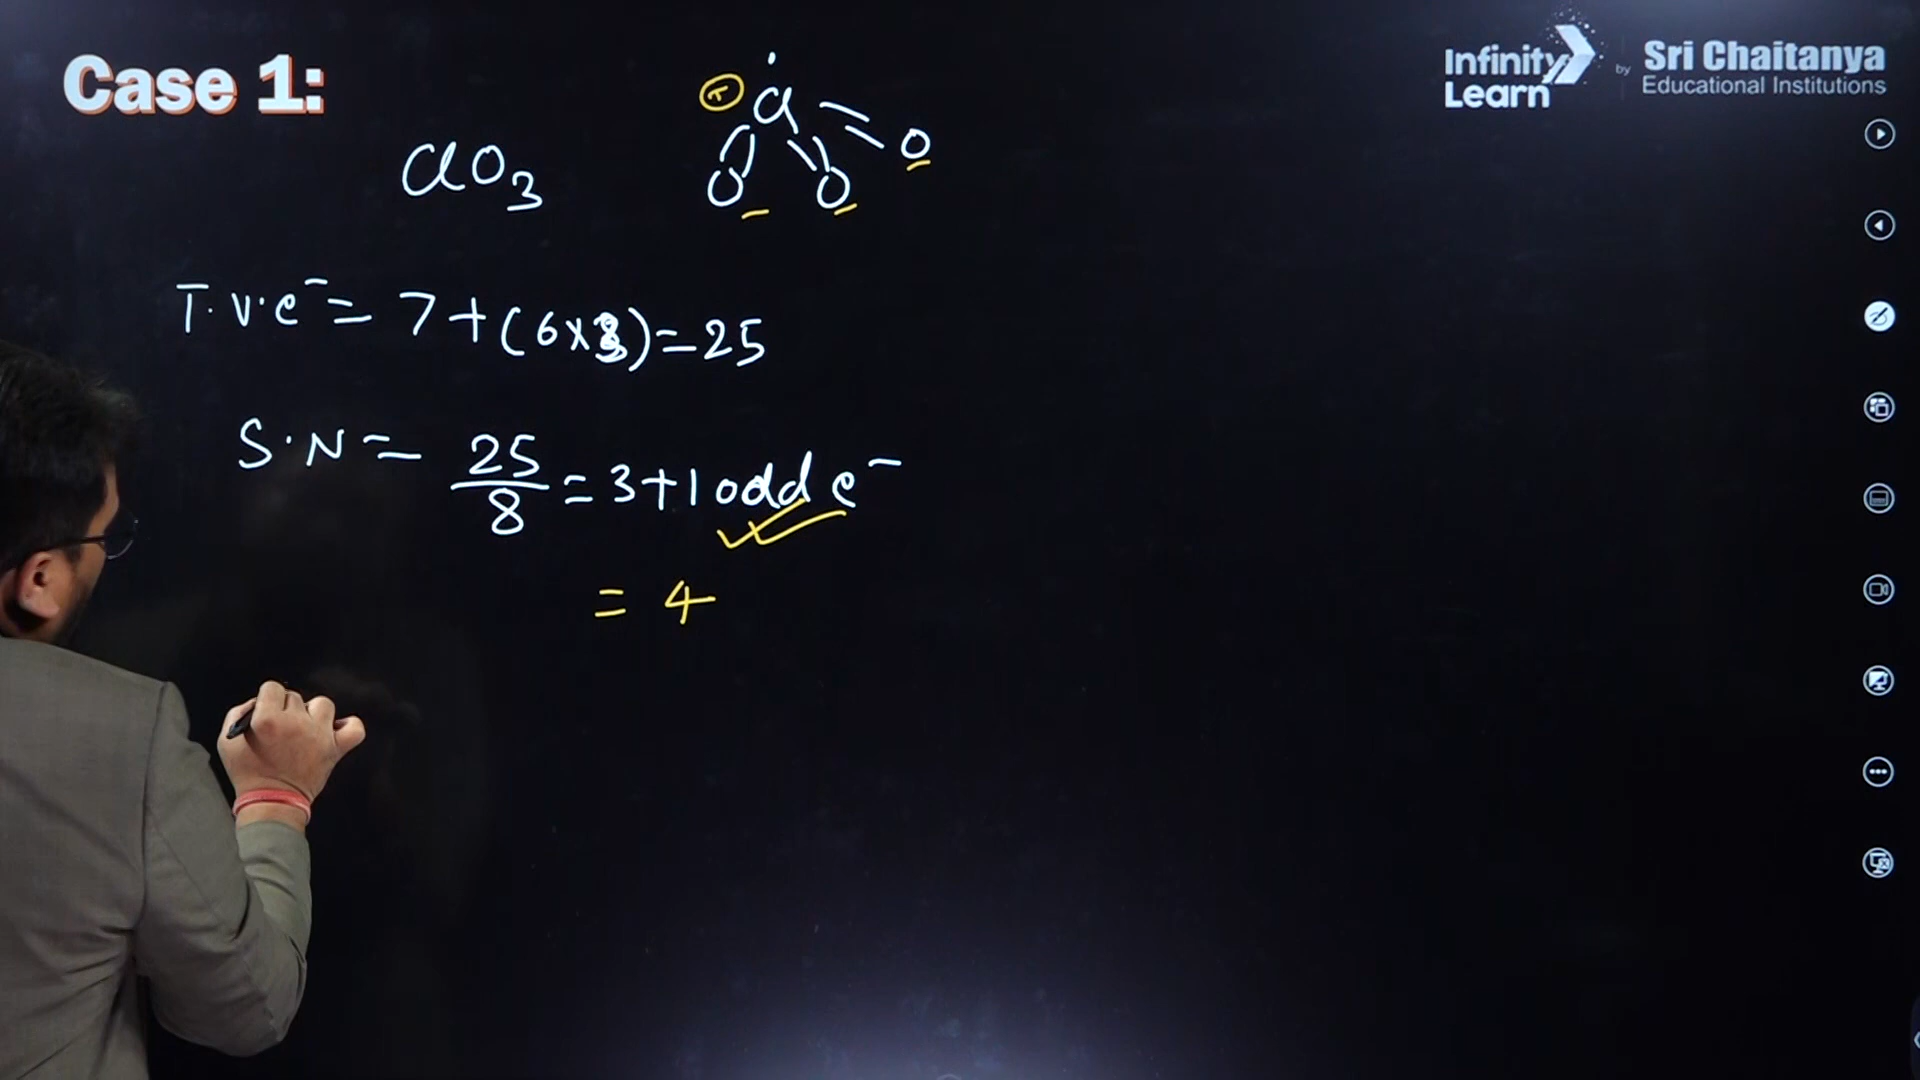 Case 1:
Infinity Learn by Sri Chaitanya Educational Institutions
ClO₃
⊕ Cl O O O
T.V.e⁻ = 7 + (6×3) = 25
S.N = 25/8 = 3+1 odd e⁻
= 4